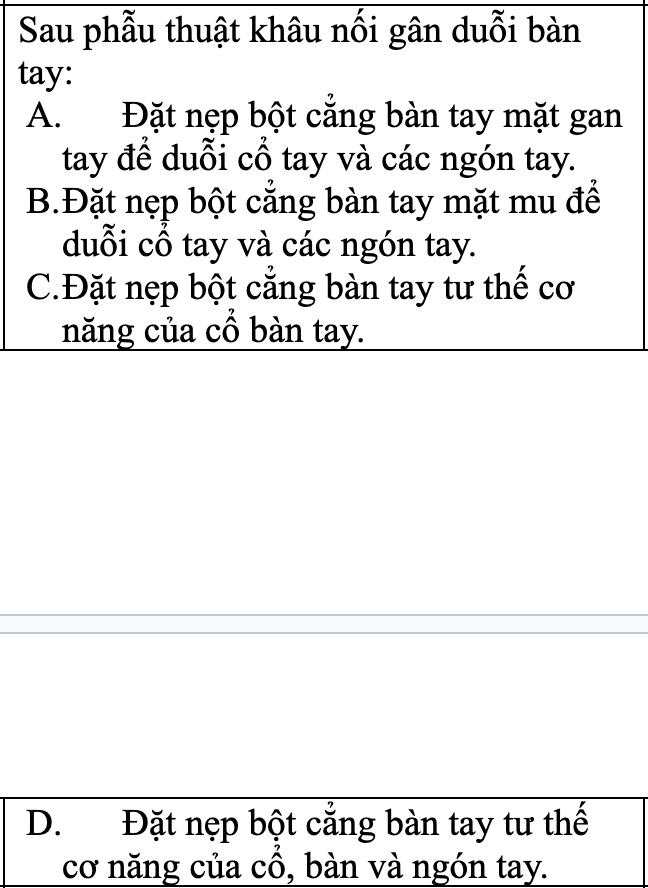 Sau phẫu thuật khâu nối gân duỗi bàn
tay:
A. Đặt nẹp bột cẳng bàn tay mặt gan
tay để duỗi cổ tay và các ngón tay.
B.Đặt nẹp bột cẳng bàn tay mặt mu để
duỗi cổ tay và các ngón tay.
C.Đặt nẹp bột cẳng bàn tay tư thế cơ
năng của cổ bàn tay.
D. Đặt nẹp bột cẳng bàn tay tư thế
cơ năng của cổ, bàn và ngón tay.